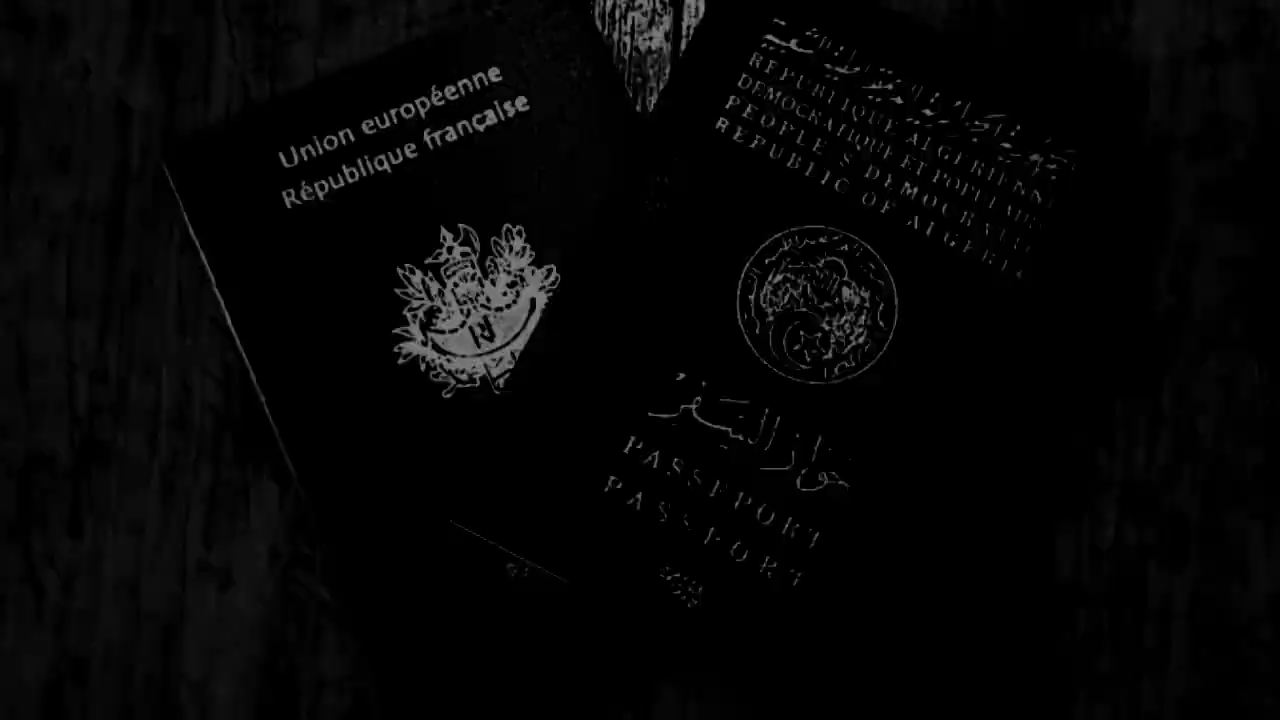 Union européenne
République française
REPUBLIQUE ALGERIENNE
DEMOCRATIQUE ET POPULAIRE
PEOPLE'S DEMOCRATIC
REPUBLIC OF ALGERIA
جواز السفر
PASSEPORT
PASSPORT